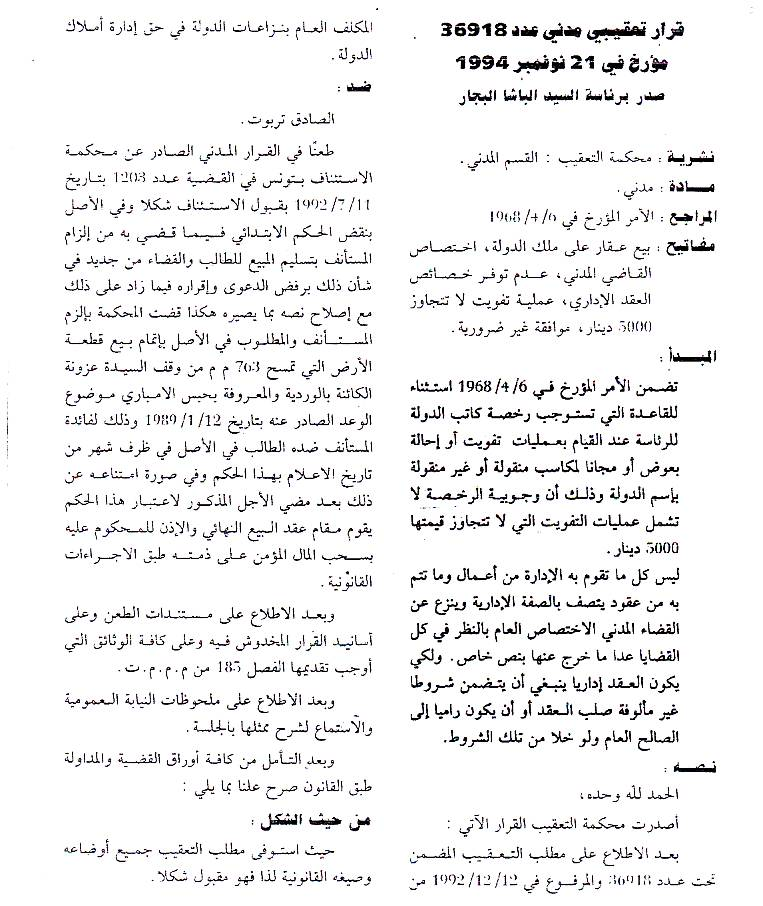 قرار تعقيبي مدني عدد 36918
مؤرخ في 21 نوفمبر 1994
صدر برئاسة السيد الباشا البجار
نشرية : محكمة التعقيب : القسم المدني .
مــادة : مدني .
المراجع : الأمر المؤرخ في 1968/4/6
مفاتيح : بيع عقار على ملك الدولة، اختصاص
القاضي المدني، عدم توفر خصائص
العقد الإداري، عملية تفويت لا تتجاوز
5000 دينار، موافقة غير ضرورية .
المبدأ :
تضمن الأمر المؤرخ في 1968/4/6 استثناء
للقاعدة التي تستوجب رخصة كاتب الدولة
للرئاسة عند القيام بعمليات تفويت أو إحالة
بعوض أو مجانا لمكاسب منقولة أو غير منقولة
بإسم الدولة وذلك أن وجوبية الرخصة لا
تشمل عمليات التفويت التي لا تتجاوز قيمتها
5000 دينار .
ليس كل ما تقوم به الإدارة من أعمال وما تتم
به من عقود يتصف بالصفة الإدارية وينزع عن
القضاء المدني الاختصاص العام بالنظر في كل
القضايا عدا ما خرج عنها بنص خاص . ولكي
يكون العقد إداريا ينبغي أن يتضمن شروطا
غير مألوفة صلب العقد أو أن يكون راميا إلى
الصالح العام ولو خلا من تلك الشروط .
نصــه :
الحمد لله وحده،
أصدرت محكمة التعقيب القرار الآتي :
بعد الاطلاع على مطلب التعقيب المضمن
تحت عدد 36918 والمرفوع في 1992/12/12 من
المكلف العام بنزاعات الدولة في حق إدارة أملاك
الدولة .
ضد :
الصادق تربوت .
طعنًا في القرار المدني الصادر عن محكمة
الاستئناف بتونس في القضية عدد 1203 بتاريخ
1992/7/11 بقبول الاستئناف شكلا وفي الأصل
بنقض الحكم الابتدائي فيما قضي به من إلزام
المستأنف بتسليم المبيع للطالب والقضاء من جديد في
شأن ذلك برفض الدعوى وإقراره فيما زاد على ذلك
مع إصلاح نصه بما يصيره هكذا قضت المحكمة بإلزم
المستأنف والمطلوب في الأصل بإتمام بيع قطعة
الأرض التي تمسح 763 م م من وقف السيدة عزونة
الكائنة بالوردية والمعروفة بحبس الامباري موضوع
الوعد الصادر عنه بتاريخ 1989/1/12 وذلك لفائدة
المستأنف ضده الطالب في الأصل في ظرف شهر من
تاريخ الاعلام بهذا الحكم وفي صورة امتناعه عن
ذلك بعد مضي الأجل المذكور لاعتبار هذا الحكم
يقوم مقام عقد البيع النهائي والإذن للمحكوم عليه
بسحب المال المؤمن على ذمته طبق الاجراءات
القانونية .
وبعد الاطلاع على مستندات الطعن وعلى
أسانيد القرار المخدوش فيه وعلى كافة الوثائق التي
أوجب تقديمها الفصل 185 من م . م . م . ت .
وبعد الاطلاع على ملحوظات النيابة العمومية
والآستماع لشرح ممثلها بالجلسة .
وبعد التأمل من كافة أوراق القضية والمداولة
طبق القانون صرح علنا بما يلي :
من حيث الشكل :
حيث استوفى مطلب التعقيب جميع أوضاعه
وصيغه القانونية لذا فهو مقبول شكلا .